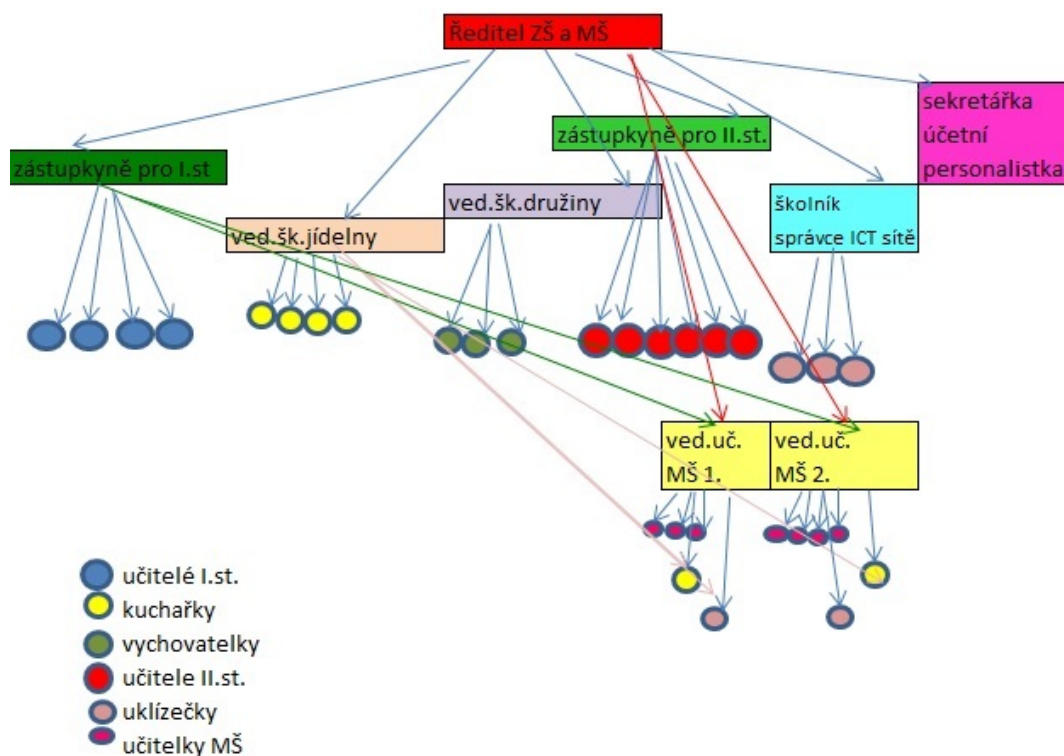 Ředitel ZŠ a MŠ
sekretářka
účetní
personalistka
zástupkyně pro II.st.
zástupkyně pro I.st
ved.šk.družiny
školník
správce ICT sítě
ved.šk.jídelny
ved.uč.
MŠ 1.
ved.uč.
MŠ 2.
učitelé I.st.
kuchařky
vychovatelky
učitele II.st.
uklízečky
učitelky MŠ